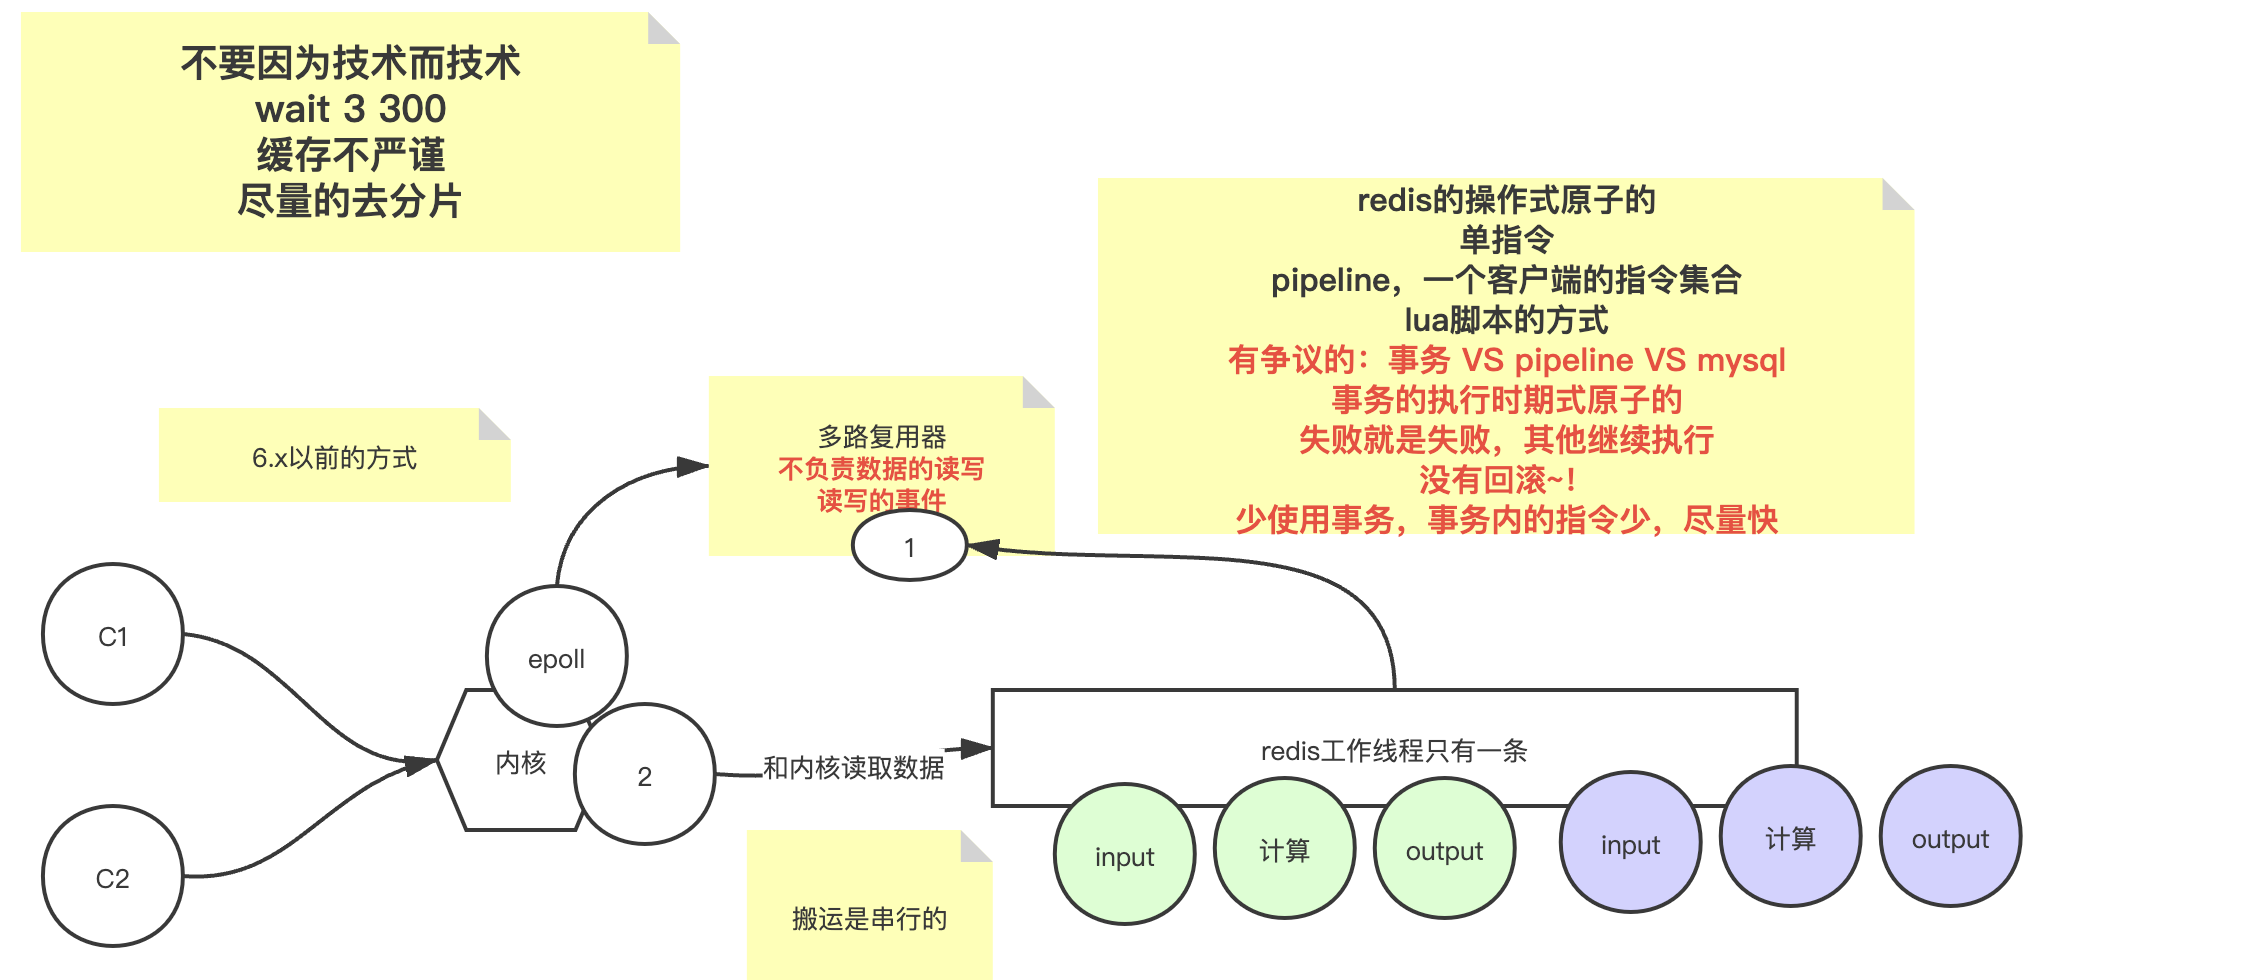 不要因为技术而技术
wait 3 300
缓存不严谨
尽量的去分片
redis的操作式原子的
单指令
pipeline，一个客户端的指令集合
lua脚本的方式
有争议的：事务 VS pipeline VS mysql
事务的执行时期式原子的
失败就是失败，其他继续执行
没有回滚~！
少使用事务，事务内的指令少，尽量快
6.x以前的方式
多路复用器
不负责数据的读写
读写的事件
1
C1
epoll
内核
2
和内核读取数据
redis工作线程只有一条
C2
input
计算
output
input
计算
output
搬运是串行的